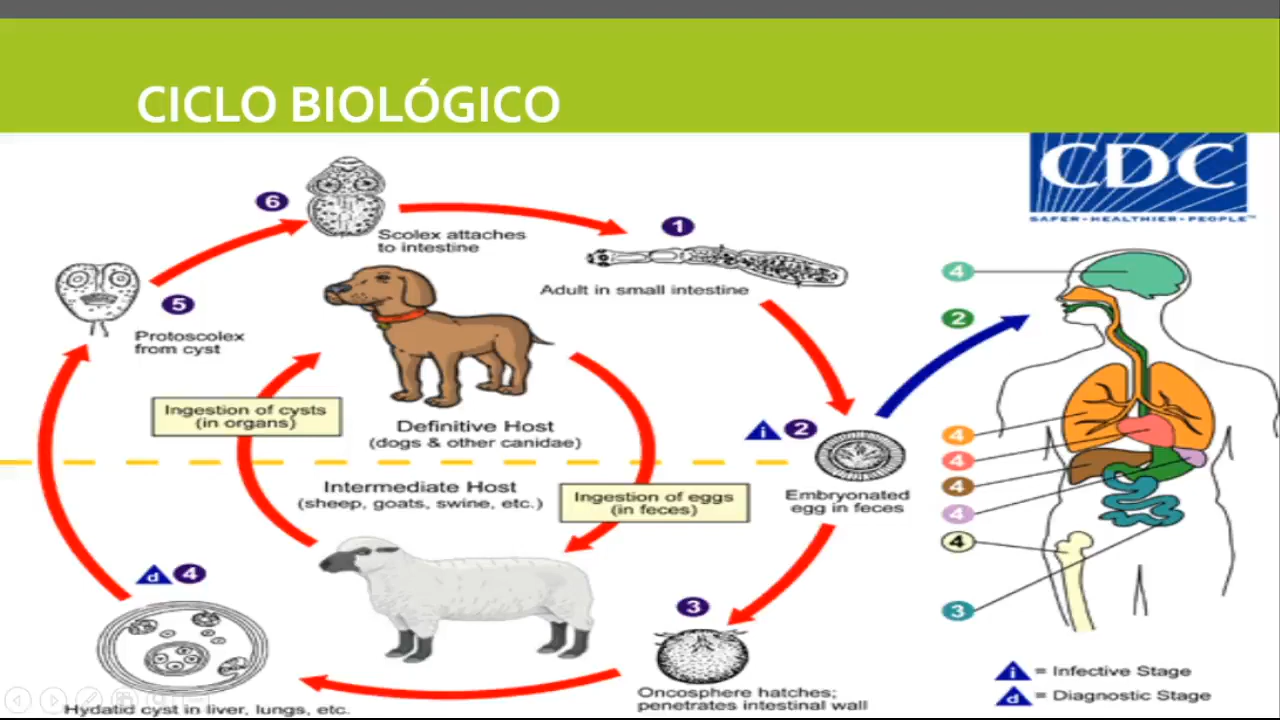 CICLO BIOLÓGICO
CDC
SAFER·HEALTHIER·PEOPLE™
6
Scolex attaches
to intestine
1
Adult in small intestine
5
Protoscolex
from cyst
Ingestion of cysts
(in organs)
Definitive Host
(dogs & other canidae)
i 2
Embryonated
egg in feces
Intermediate Host
(sheep, goats, swine, etc.)
Ingestion of eggs
(in feces)
d 4
Hydatid cyst in liver, lungs, etc.
3
Oncosphere hatches;
penetrates intestinal wall
4
2
4
4
4
4
4
3
i = Infective Stage
d = Diagnostic Stage